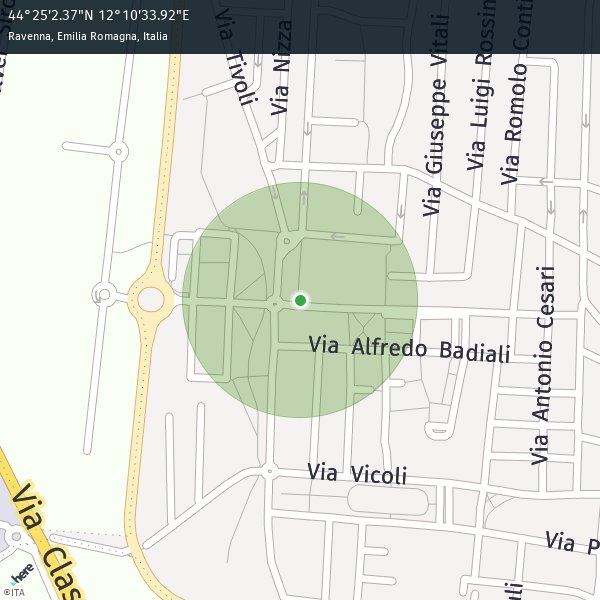 44°25'2.37"N 12°10'33.92"E
Ravenna, Emilia Romagna, Italia
Via Tivoli
Via Nizza
Via Giuseppe Vitali
Via Luigi Rossin
Via Romolo Conti
Via Antonio Cesari
Via Alfredo Badiali
Via Vicoli
Via P
Via Clas
here
©ITA